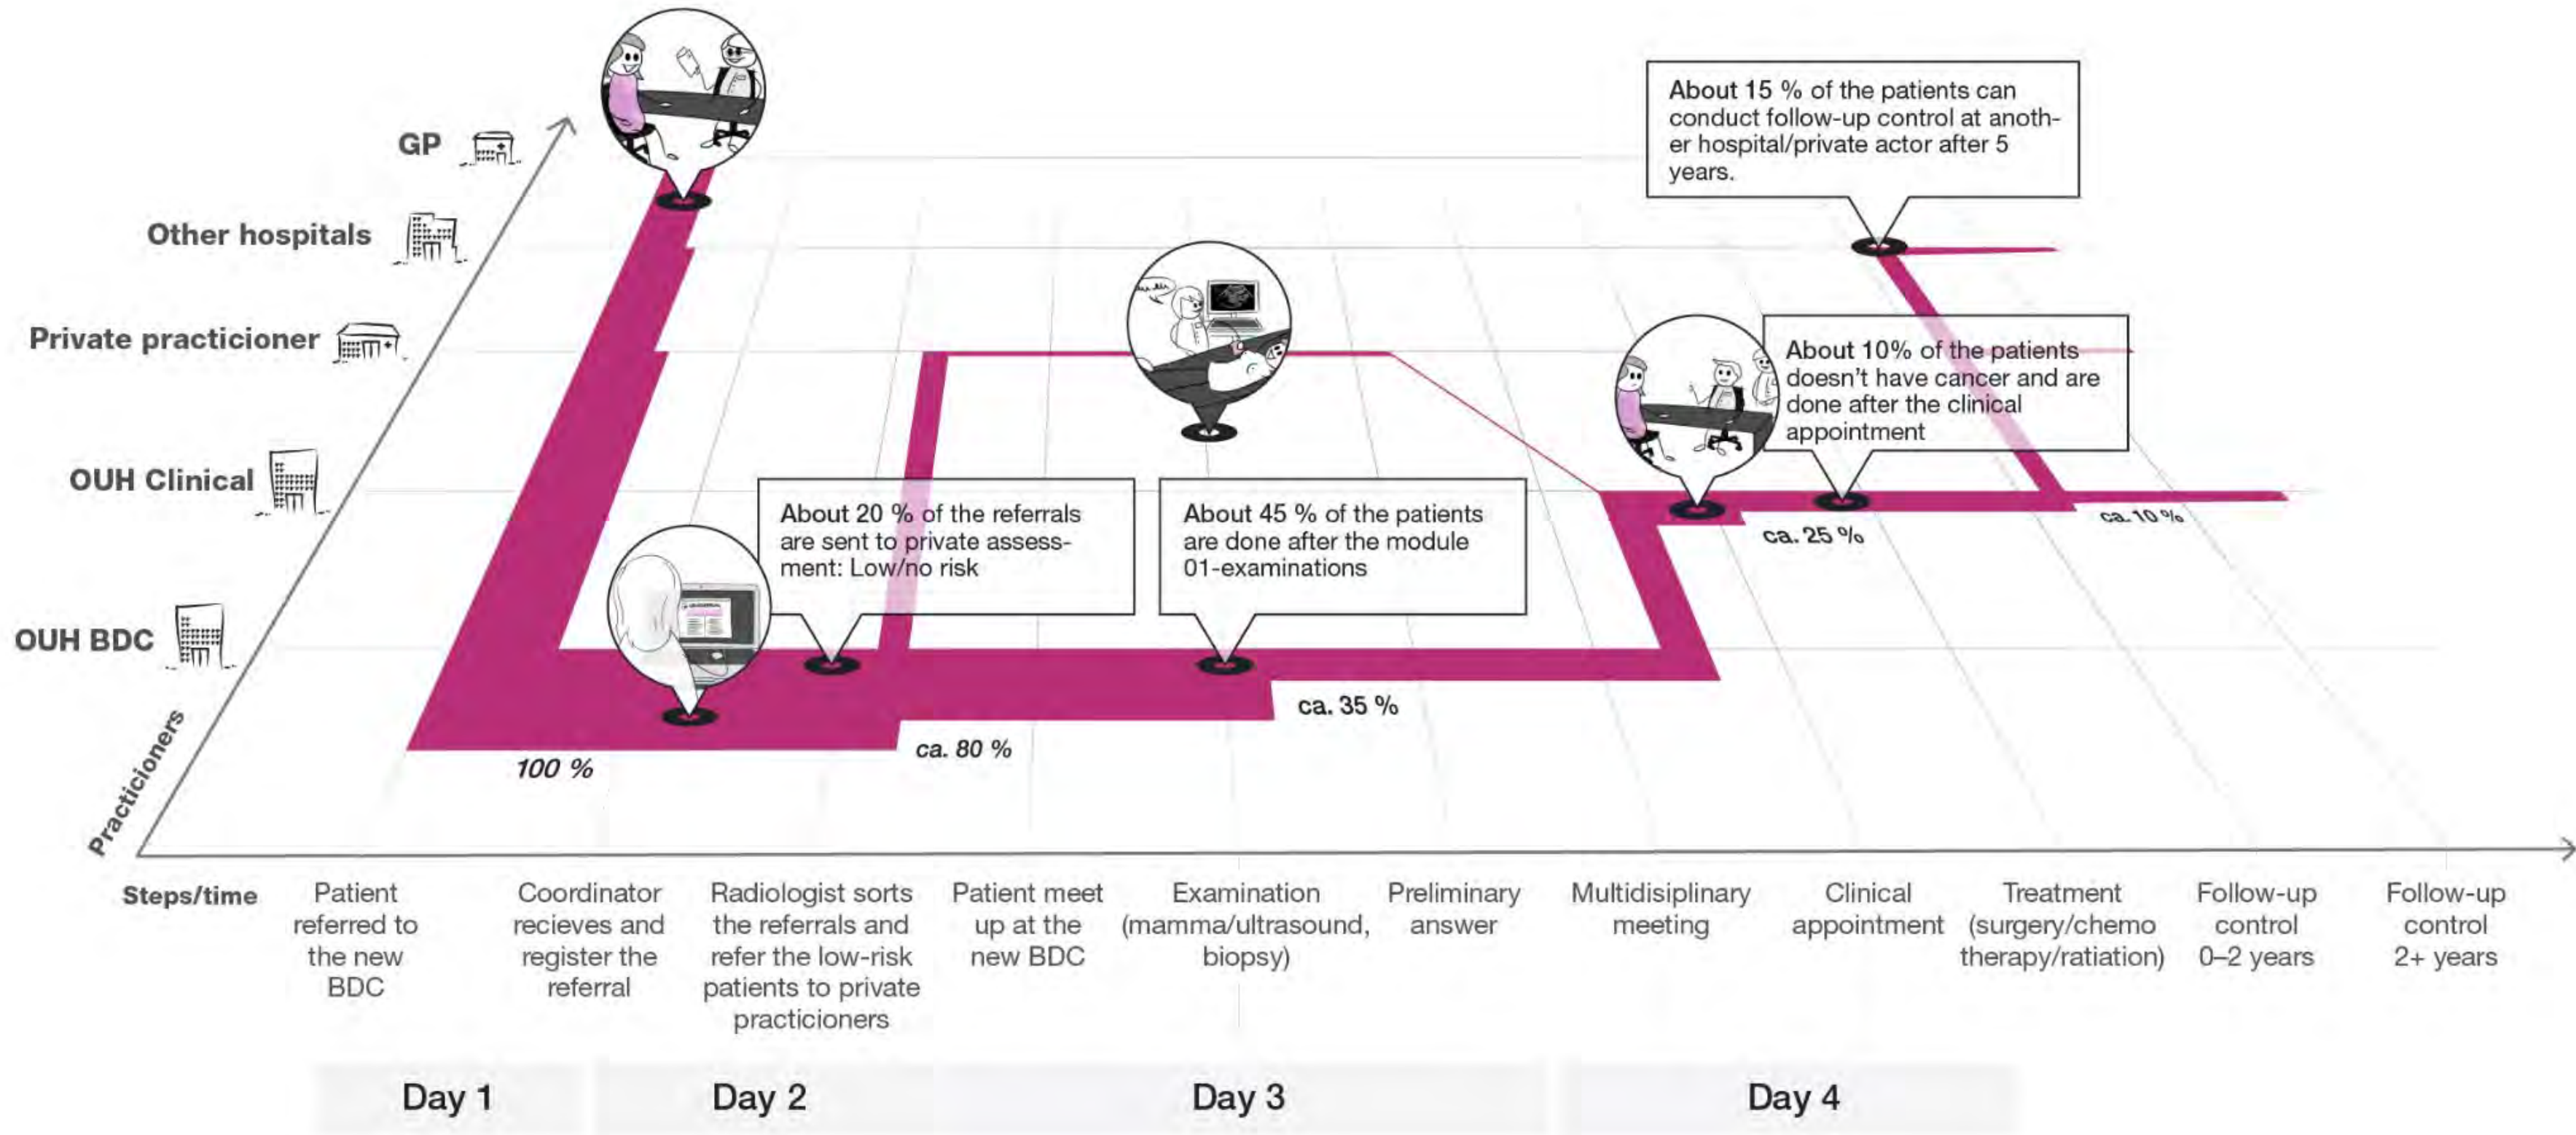 GP
Other hospitals
Private practicioner
OUH Clinical
OUH BDC
Practicioners
About 15 % of the patients can
conduct follow-up control at anoth-
er hospital/private actor after 5
years.
About 10% of the patients
doesn't have cancer and are
done after the clinical
appointment
About 20 % of the referrals
are sent to private assess-
ment: Low/no risk
About 45 % of the patients
are done after the module
01-examinations
100 %
ca. 80 %
ca. 35 %
ca. 25 %
ca. 10 %
Steps/time
Patient
referred to
the new
BDC
Coordinator
recieves and
register the
referral
Radiologist sorts
the referrals and
refer the low-risk
patients to private
practicioners
Patient meet
up at the
new BDC
Examination
(mamma/ultrasound,
biopsy)
Preliminary
answer
Multidisiplinary
meeting
Clinical
appointment
Treatment
(surgery/chemo
therapy/ratiation)
Follow-up
control
0–2 years
Follow-up
control
2+ years
Day 1
Day 2
Day 3
Day 4